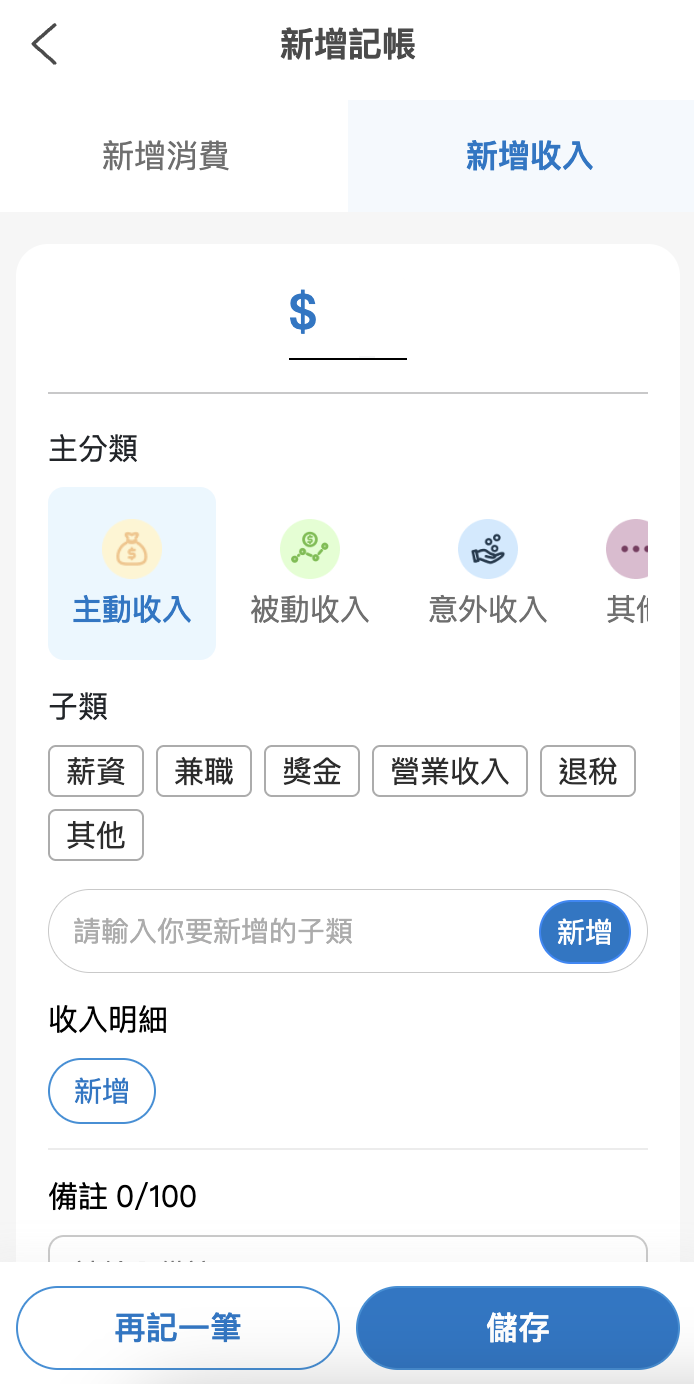 新增記帳
新增消費 新增收入
$
主分類
主動收入 被動收入 意外收入 其他
子類
薪資 兼職 獎金 營業收入 退稅
其他
請輸入你要新增的子類 新增
收入明細
新增
備註 0/100
再記一筆 儲存